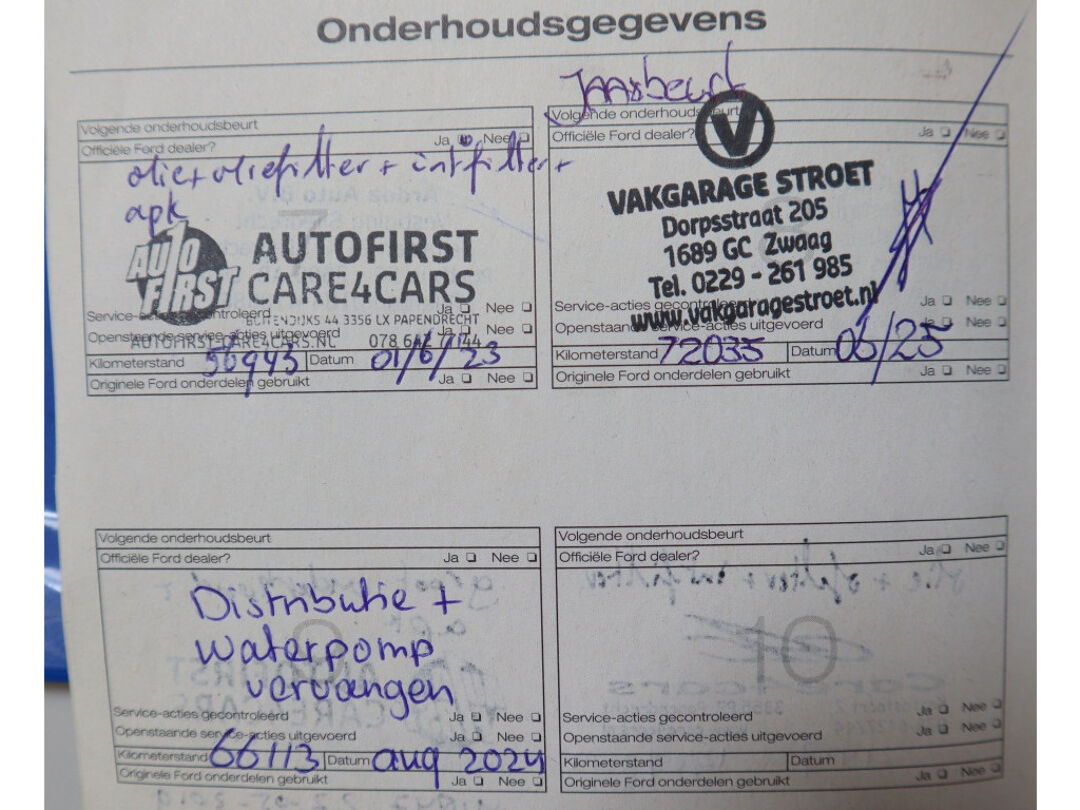 Onderhoudsgegevens
Volgende onderhoudsbeurt
Officiële Ford dealer? Ja Nee
olie + oliefilter + intfilter +
apk
AUTO FIRST
AUTOFIRST
CARE4CARS
Service-acties gecontroleerd Ja Nee
3356 LX PAPENDRECHT
Openstaande service-acties uitgevoerd Ja Nee
AUTOFIRST-CARE4CARS.NL 078
Kilometerstand 56943 Datum 01/6/23
Originele Ford onderdelen gebruikt Ja Nee
Jaarbeurt
Volgende onderhoudsbeurt
Officiële Ford dealer? Ja Nee
V
VAKGARAGE STROET
Dorpsstraat 205
1689 GC Zwaag
Tel. 0229 - 261 985
www.vakgaragestroet.nl
Service-acties gecontroleerd Ja Nee
Openstaande service-acties uitgevoerd Ja Nee
Kilometerstand 72035 Datum 06/25
Originele Ford onderdelen gebruikt Ja Nee
Volgende onderhoudsbeurt
Officiële Ford dealer? Ja Nee
Distributie +
waterpomp
vervangen
Service-acties gecontroleerd Ja Nee
Openstaande service-acties uitgevoerd Ja Nee
Kilometerstand 66113 Datum aug 2024
Originele Ford onderdelen gebruikt Ja Nee
Volgende onderhoudsbeurt
Officiële Ford dealer? Ja Nee
10
Service-acties gecontroleerd Ja Nee
Openstaande service-acties uitgevoerd Ja Nee
Kilometerstand Datum
Originele Ford onderdelen gebruikt Ja Nee